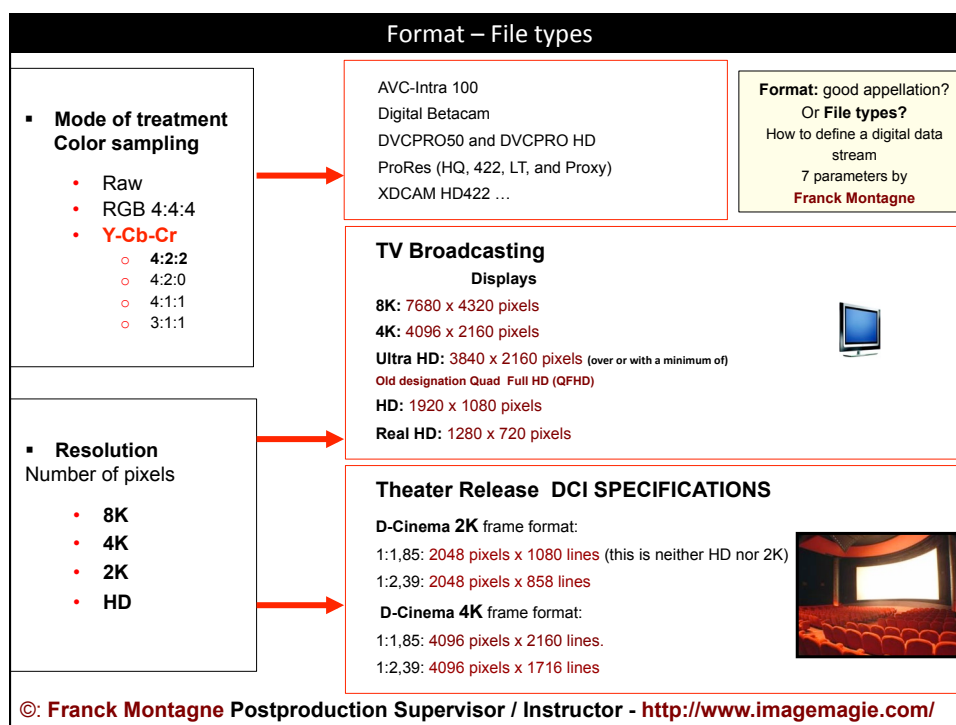 Format – File types
▪ Mode of treatment
Color sampling
• Raw
• RGB 4:4:4
• Y-Cb-Cr
o 4:2:2
o 4:2:0
o 4:1:1
o 3:1:1
AVC-Intra 100
Digital Betacam
DVCPRO50 and DVCPRO HD
ProRes (HQ, 422, LT, and Proxy)
XDCAM HD422 …
Format: good appellation?
Or File types?
How to define a digital data
stream
7 parameters by
Franck Montagne
TV Broadcasting
Displays
8K: 7680 x 4320 pixels
4K: 4096 x 2160 pixels
Ultra HD: 3840 x 2160 pixels (over or with a minimum of)
Old designation Quad Full HD (QFHD)
HD: 1920 x 1080 pixels
Real HD: 1280 x 720 pixels
▪ Resolution
Number of pixels
• 8K
• 4K
• 2K
• HD
Theater Release DCI SPECIFICATIONS
D-Cinema 2K frame format:
1:1,85: 2048 pixels x 1080 lines (this is neither HD nor 2K)
1:2,39: 2048 pixels x 858 lines
D-Cinema 4K frame format:
1:1,85: 4096 pixels x 2160 lines.
1:2,39: 4096 pixels x 1716 lines
©: Franck Montagne Postproduction Supervisor / Instructor - http://www.imagemagie.com/